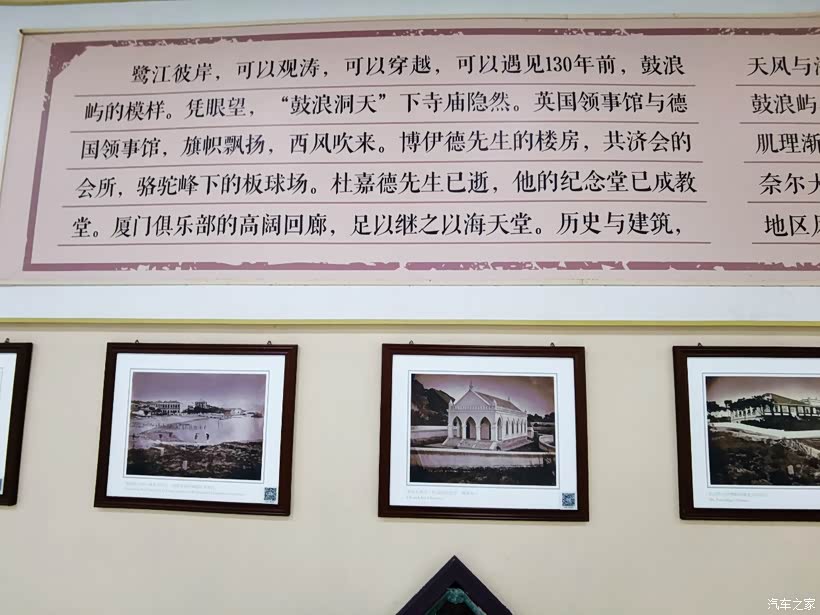 鹭江彼岸，可以观涛，可以穿越，可以遇见130年前，鼓浪
屿的模样。凭眼望，“鼓浪洞天”下寺庙隐然。英国领事馆与德
国领事馆，旗帜飘扬，西风吹来。博伊德先生的楼房，共济会的
会所，骆驼峰下的板球场。杜嘉德先生已逝，他的纪念堂已成教
堂。厦门俱乐部的高阔回廊，足以继之以海天堂。历史与建筑，
天风与
鼓浪屿
肌理渐
奈尔
地区
汽车之家